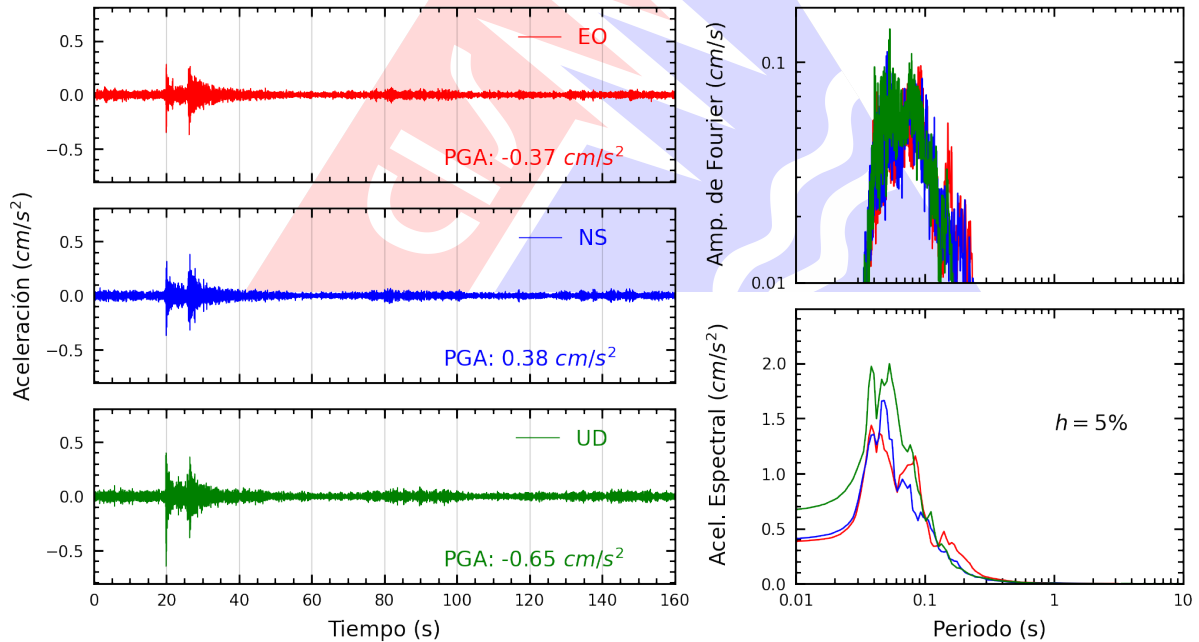 Aceleración (cm/s²)
0.5
0.0
−0.5
EO
PGA: -0.37 cm/s²
0.5
0.0
−0.5
NS
PGA: 0.38 cm/s²
0.5
0.0
−0.5
UD
PGA: -0.65 cm/s²
0 20 40 60 80 100 120 140 160
Tiempo (s)
Amp. de Fourier (cm/s)
0.1
0.01
CISMID
Acel. Espectral (cm/s²)
2.0
1.5
1.0
0.5
0.0
h = 5%
0.01 0.1 1 10
Periodo (s)